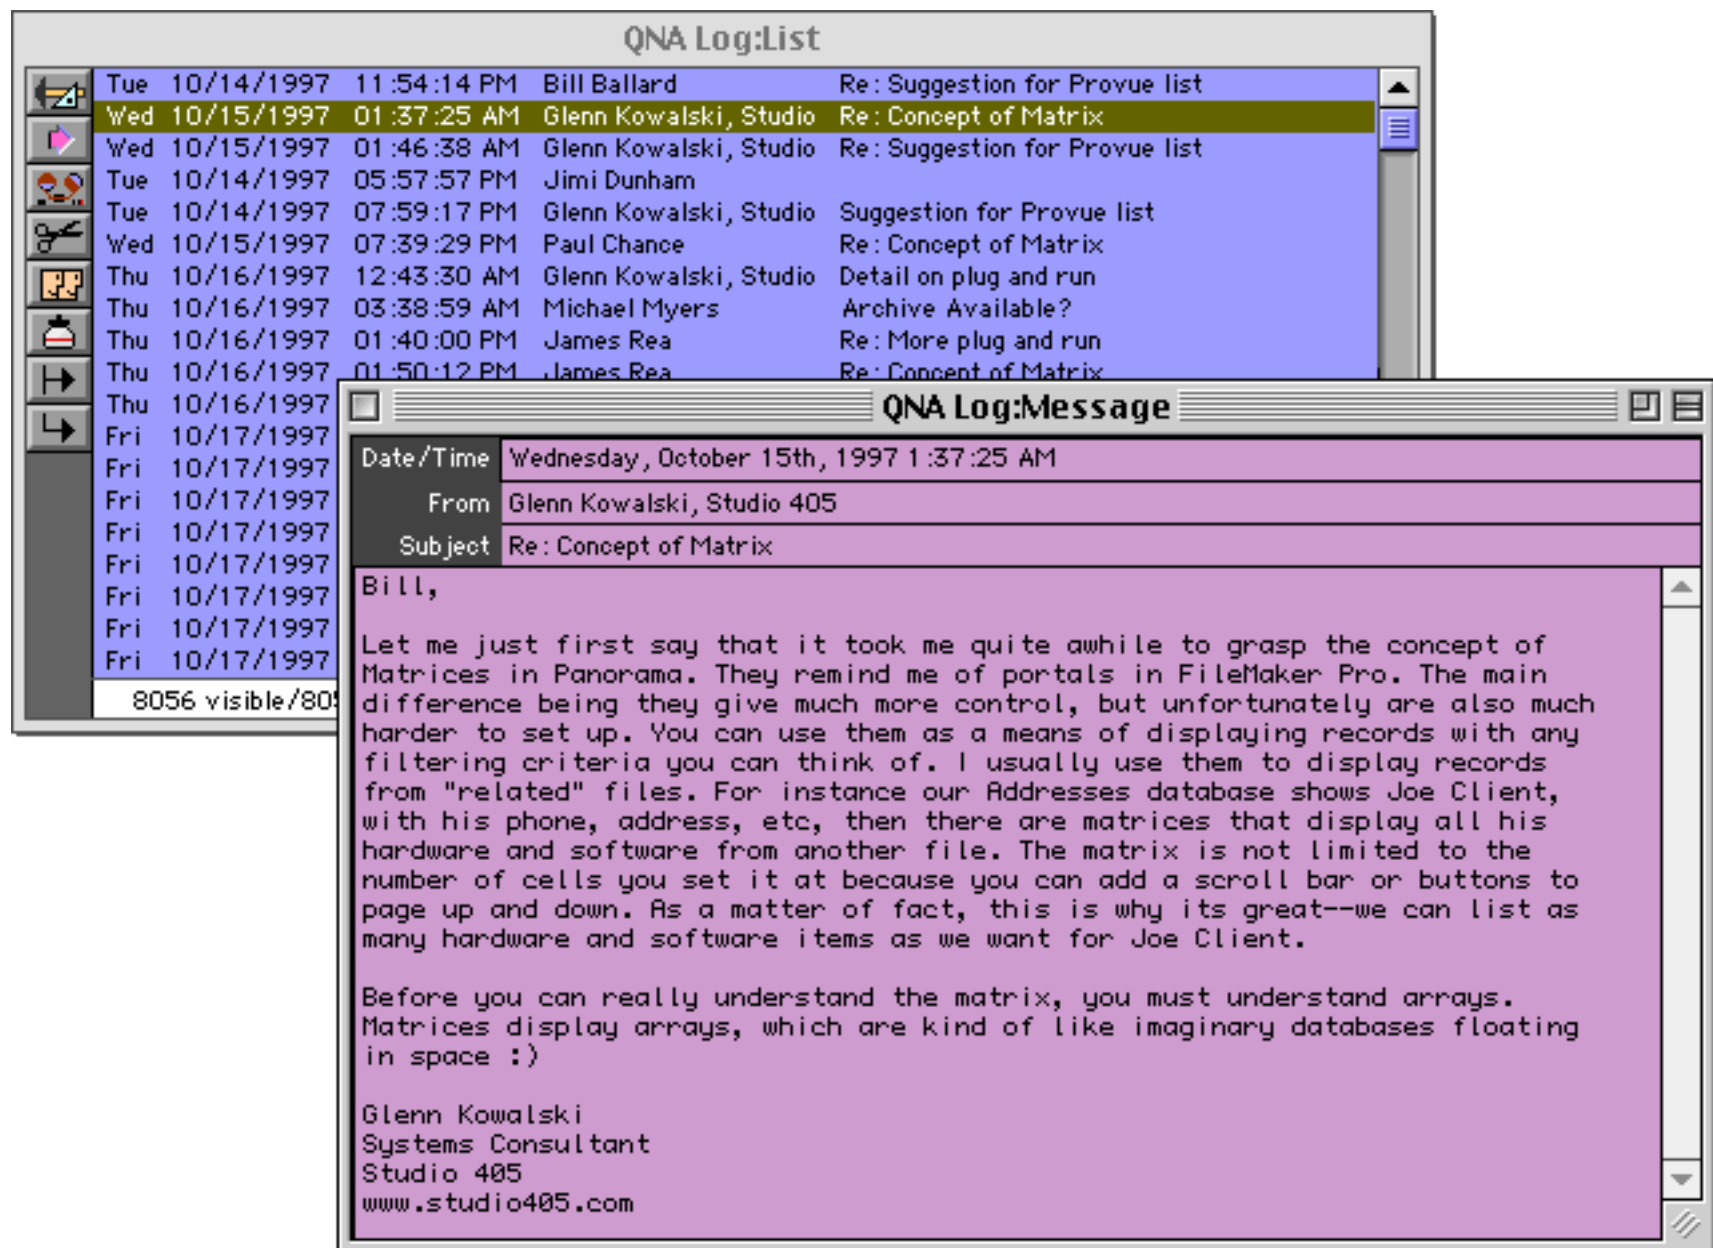 QNA Log:List
Tue 10/14/1997 11:54:14 PM Bill Ballard Re: Suggestion for Provue list
Wed 10/15/1997 01:37:25 AM Glenn Kowalski, Studio Re: Concept of Matrix
Wed 10/15/1997 01:46:38 AM Glenn Kowalski, Studio Re: Suggestion for Provue list
Tue 10/14/1997 05:57:57 PM Jimi Dunham
Tue 10/14/1997 07:59:17 PM Glenn Kowalski, Studio Suggestion for Provue list
Wed 10/15/1997 07:39:29 PM Paul Chance Re: Concept of Matrix
Thu 10/16/1997 12:43:30 AM Glenn Kowalski, Studio Detail on plug and run
Thu 10/16/1997 03:38:59 AM Michael Myers Archive Available?
Thu 10/16/1997 01:40:00 PM James Rea Re: More plug and run
Thu 10/16/1997 01:50:12 PM James Rea Re: Concept of Matrix
Thu 10/16/1997
Fri 10/17/1997
Fri 10/17/1997
Fri 10/17/1997
Fri 10/17/1997
Fri 10/17/1997
Fri 10/17/1997
Fri 10/17/1997
Fri 10/17/1997
8056 visible/805
QNA Log:Message
Date/Time Wednesday, October 15th, 1997 1:37:25 AM
From Glenn Kowalski, Studio 405
Subject Re: Concept of Matrix
Bill,
Let me just first say that it took me quite awhile to grasp the concept of
Matrices in Panorama. They remind me of portals in FileMaker Pro. The main
difference being they give much more control, but unfortunately are also much
harder to set up. You can use them as a means of displaying records with any
filtering criteria you can think of. I usually use them to display records
from "related" files. For instance our Addresses database shows Joe Client,
with his phone, address, etc, then there are matrices that display all his
hardware and software from another file. The matrix is not limited to the
number of cells you set it at because you can add a scroll bar or buttons to
page up and down. As a matter of fact, this is why its great--we can list as
many hardware and software items as we want for Joe Client.
Before you can really understand the matrix, you must understand arrays.
Matrices display arrays, which are kind of like imaginary databases floating
in space :)
Glenn Kowalski
Systems Consultant
Studio 405
www.studio405.com